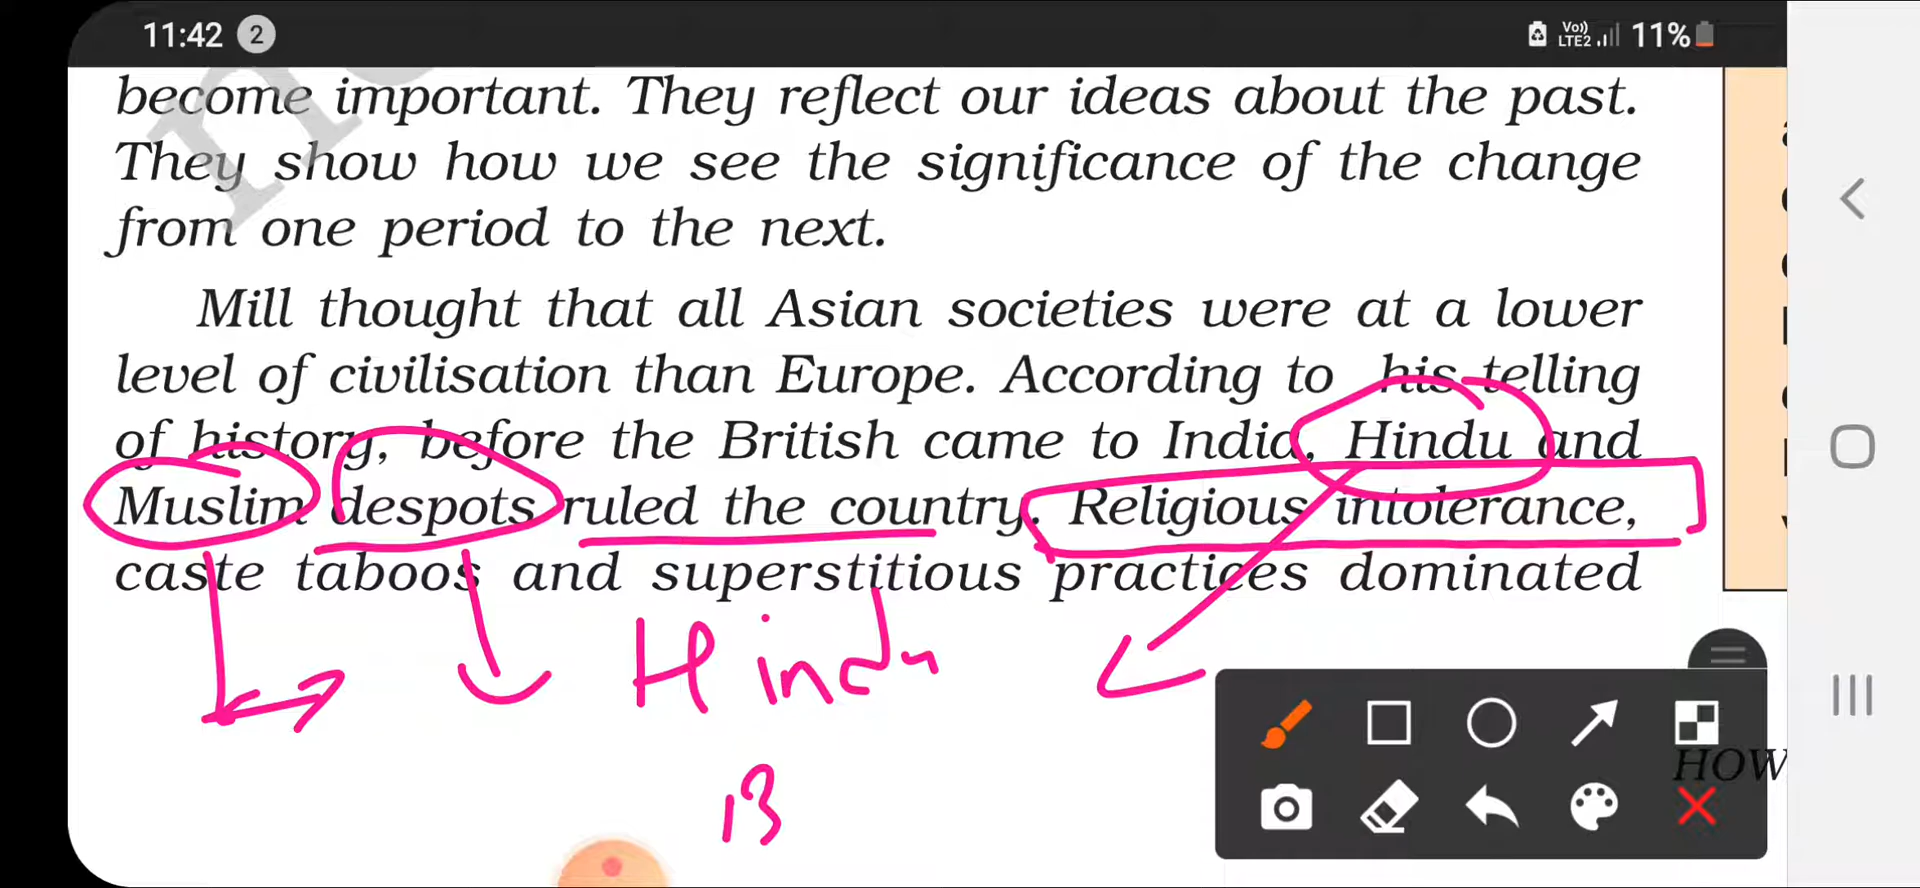 11:42 2 Vo)) LTE2 11%
become important. They reflect our ideas about the past.
They show how we see the significance of the change
from one period to the next.
Mill thought that all Asian societies were at a lower
level of civilisation than Europe. According to his telling
of history, before the British came to India, Hindu and
Muslim despots ruled the country. Religious intolerance,
caste taboos and superstitious practices dominated
Hindu
HOW
13